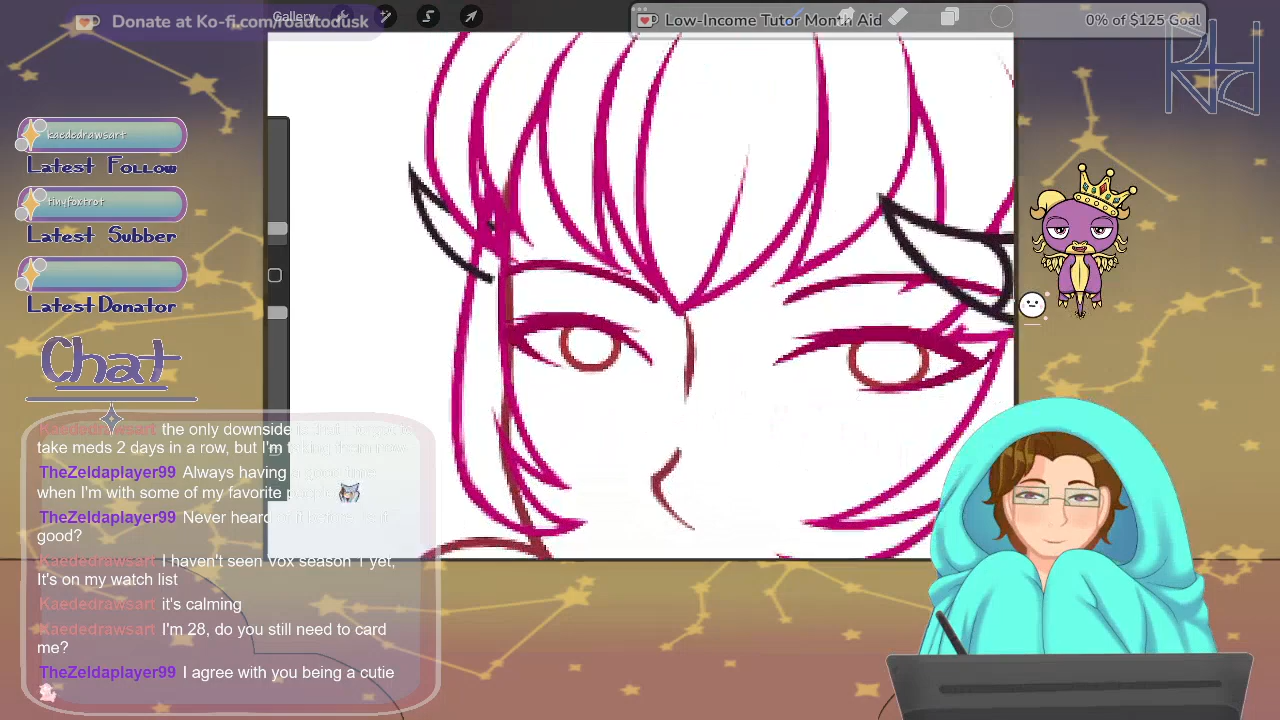 Donate at Ko-fi.com/roadtodusk
Gallery
Low-Income Tutor Month Aid
0% of $125 Goal
kaededrawsart
Latest Follow
tinyfoxtrot
Latest Subber
Latest Donator
Chat
Kaededrawsart the only downside
take meds 2 days in a row, but I'm
TheZeldaplayer99 Always having
when I'm with some of my favorite
TheZeldaplayer99 Never heard
good?
Kaededrawsart I haven't seen Vox season 1 yet,
It's on my watch list
Kaededrawsart it's calming
Kaededrawsart I'm 28, do you still need to card
me?
TheZeldaplayer99 I agree with you being a cutie